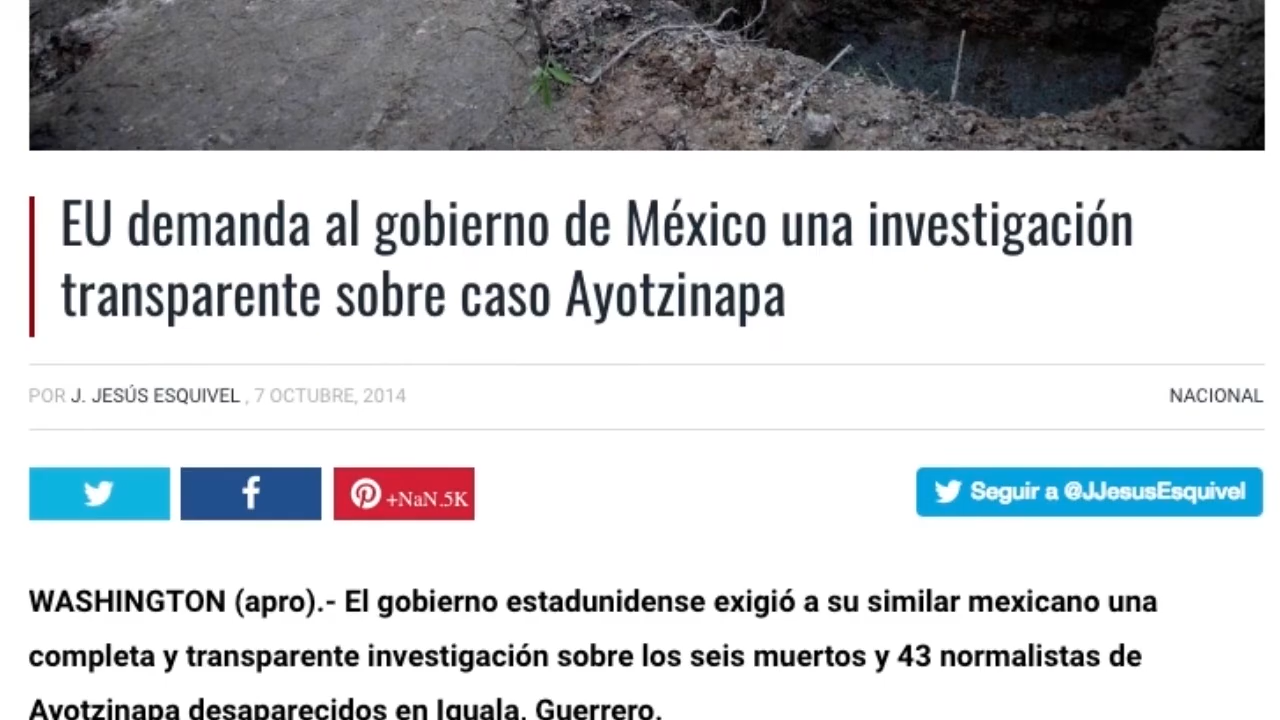 EU demanda al gobierno de México una investigación
transparente sobre caso Ayotzinapa
POR J. JESÚS ESQUIVEL , 7 OCTUBRE, 2014
NACIONAL
+NaN.5K
Seguir a @JJesusEsquivel
WASHINGTON (apro).- El gobierno estadunidense exigió a su similar mexicano una
completa y transparente investigación sobre los seis muertos y 43 normalistas de
Ayotzinapa desaparecidos en Iguala, Guerrero.